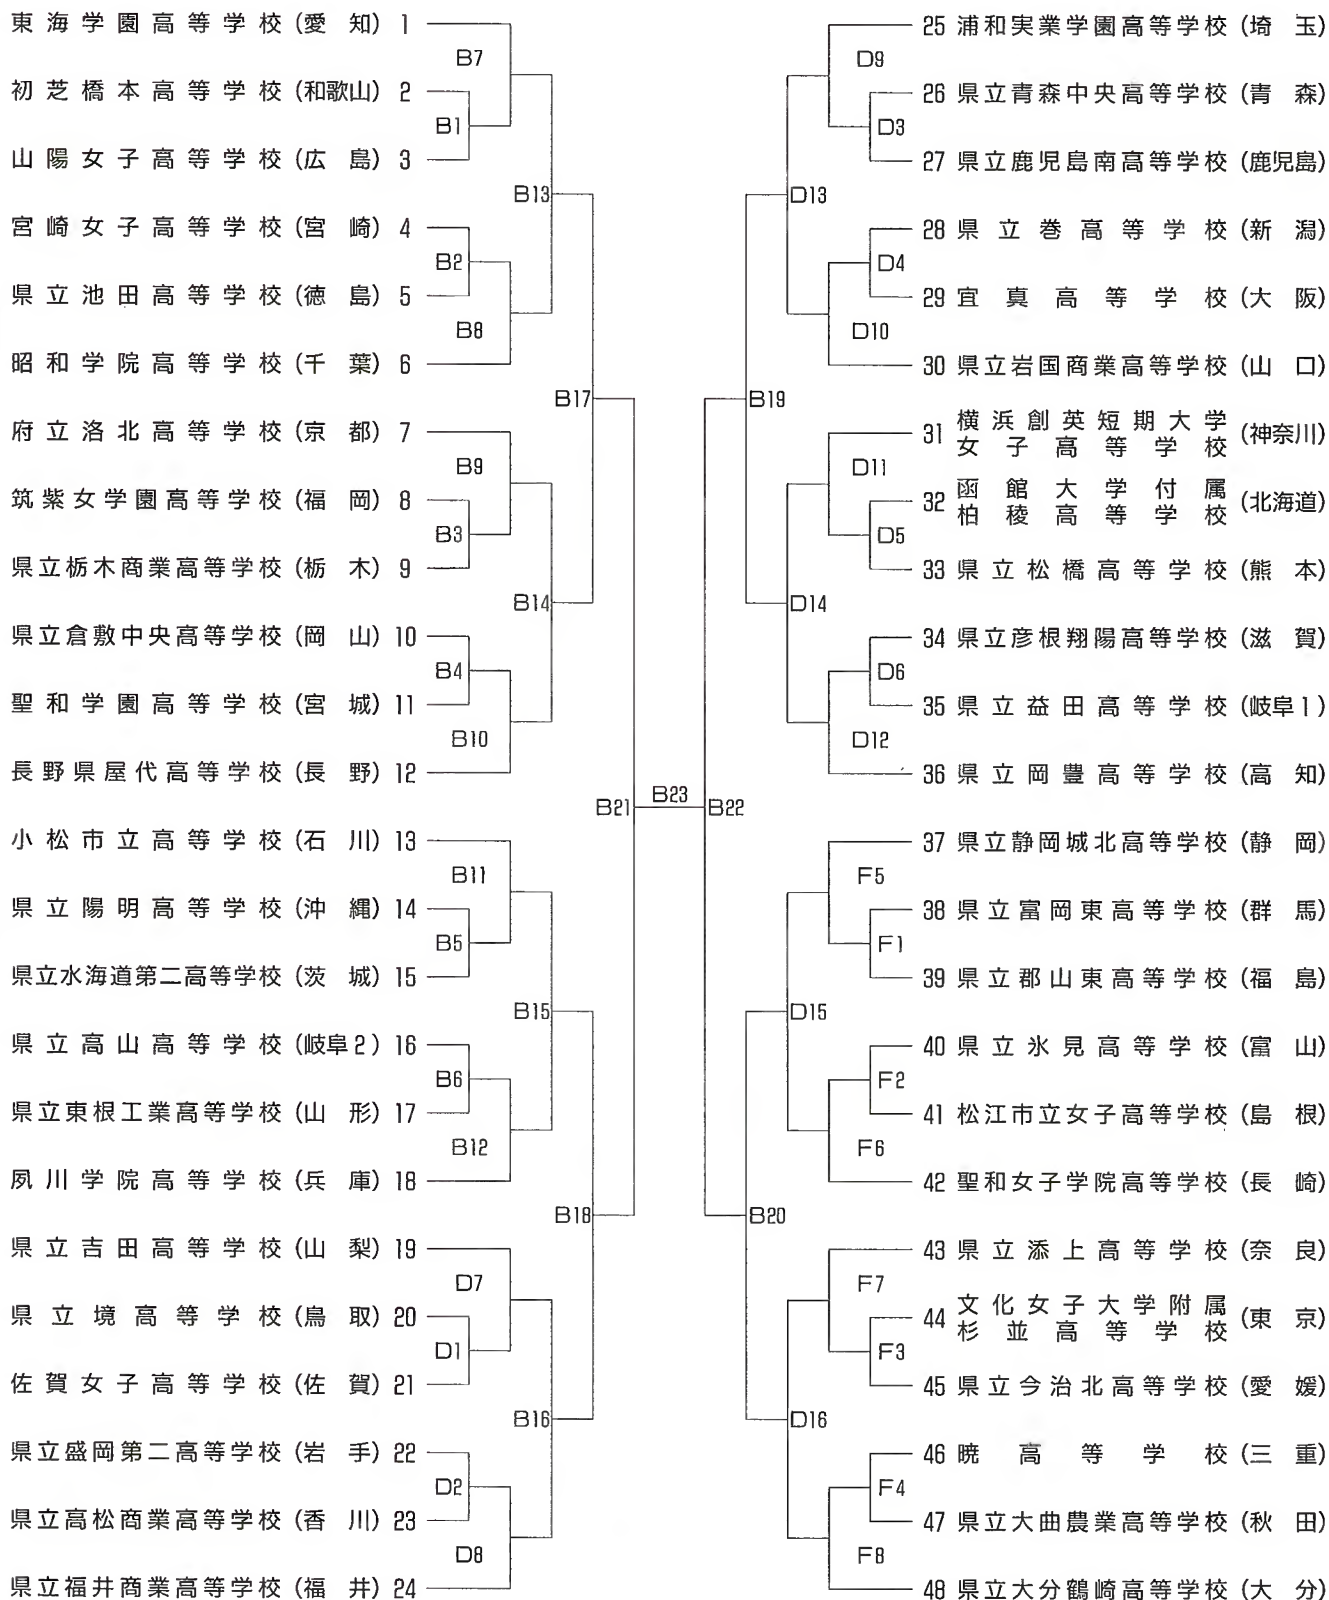 東海学園高等学校(愛知) 1
B7
初芝橋本高等学校(和歌山) 2
B1
山陽女子高等学校(広島) 3
B13
宮崎女子高等学校(宮崎) 4
B2
県立池田高等学校(徳島) 5
B8
昭和学院高等学校(千葉) 6
B17
府立洛北高等学校(京都) 7
B9
筑紫女学園高等学校(福岡) 8
B3
県立栃木商業高等学校(栃木) 9
B14
県立倉敷中央高等学校(岡山) 10
B4
聖和学園高等学校(宮城) 11
B10
長野県屋代高等学校(長野) 12
B21
B23
B22
小松市立高等学校(石川) 13
B11
県立陽明高等学校(沖縄) 14
B5
県立水海道第二高等学校(茨城) 15
B15
県立高山高等学校(岐阜2) 16
B6
県立東根工業高等学校(山形) 17
B12
夙川学院高等学校(兵庫) 18
B18
県立吉田高等学校(山梨) 19
D7
県立境高等学校(鳥取) 20
D1
佐賀女子高等学校(佐賀) 21
B16
県立盛岡第二高等学校(岩手) 22
D2
県立高松商業高等学校(香川) 23
D8
県立福井商業高等学校(福井) 24
25 浦和実業学園高等学校(埼玉)
D9
26 県立青森中央高等学校(青森)
D3
27 県立鹿児島南高等学校(鹿児島)
D13
28 県立巻高等学校(新潟)
D4
29 宣真高等学校(大阪)
D10
30 県立岩国商業高等学校(山口)
B19
31 横浜創英短期大学
女子高等学校(神奈川)
D11
32 函館大学付属
柏稜高等学校(北海道)
D5
33 県立松橋高等学校(熊本)
D14
34 県立彦根翔陽高等学校(滋賀)
D6
35 県立益田高等学校(岐阜1)
D12
36 県立岡豊高等学校(高知)
37 県立静岡城北高等学校(静岡)
F5
38 県立富岡東高等学校(群馬)
F1
39 県立郡山東高等学校(福島)
D15
40 県立氷見高等学校(富山)
F2
41 松江市立女子高等学校(島根)
F6
42 聖和女子学院高等学校(長崎)
B20
43 県立添上高等学校(奈良)
F7
44 文化女子大学附属
杉並高等学校(東京)
F3
45 県立今治北高等学校(愛媛)
D16
46 暁高等学校(三重)
F4
47 県立大曲農業高等学校(秋田)
F8
48 県立大分鶴崎高等学校(大分)